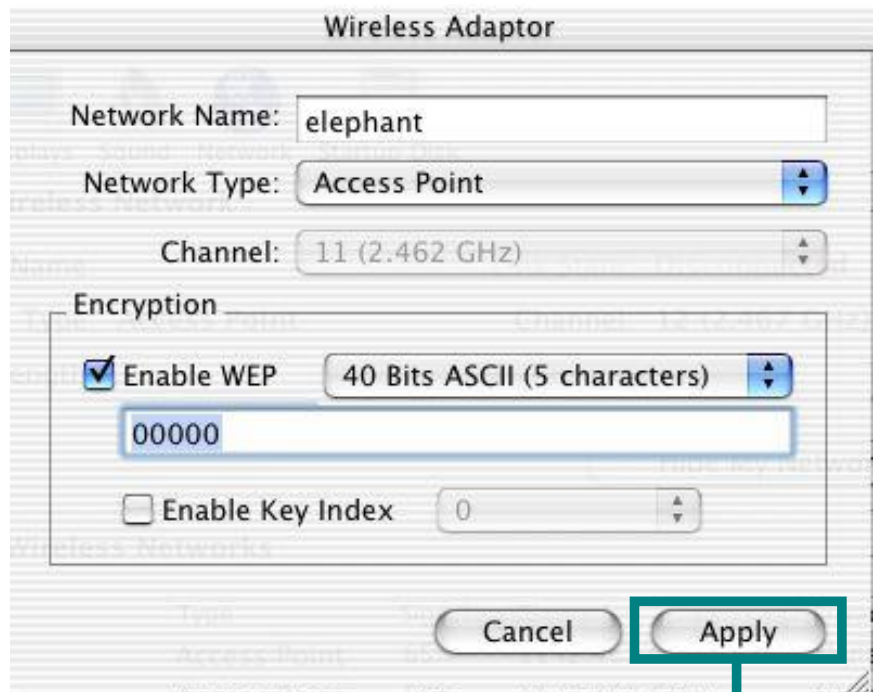 Wireless Adaptor
Network Name: elephant
Network Type: Access Point
Channel: 11 (2.462 GHz)
Encryption
Enable WEP 40 Bits ASCII (5 characters)
00000
Enable Key Index 0
Cancel Apply